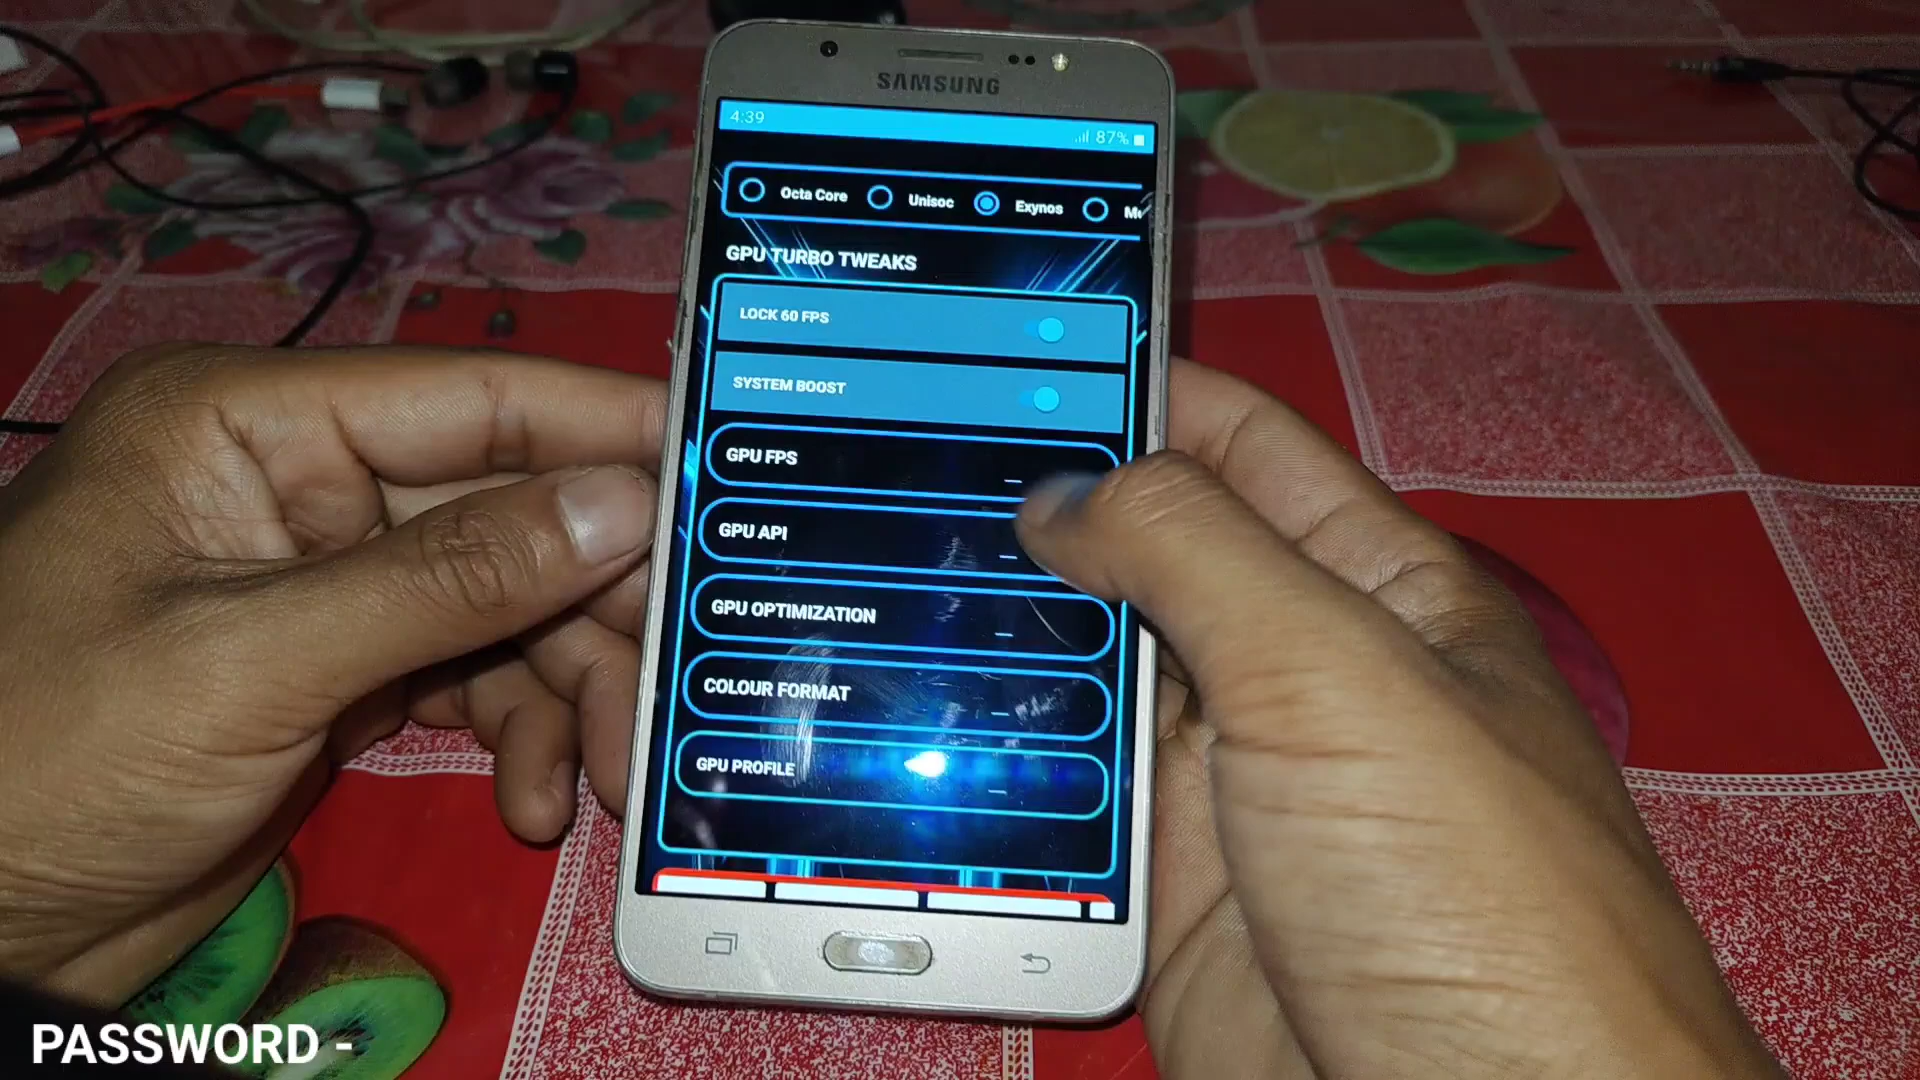 SAMSUNG
4:39 87%
Octa Core Unisoc Exynos
GPU TURBO TWEAKS
LOCK 60 FPS
SYSTEM BOOST
GPU FPS
GPU API
GPU OPTIMIZATION
COLOUR FORMAT
GPU PROFILE
PASSWORD -